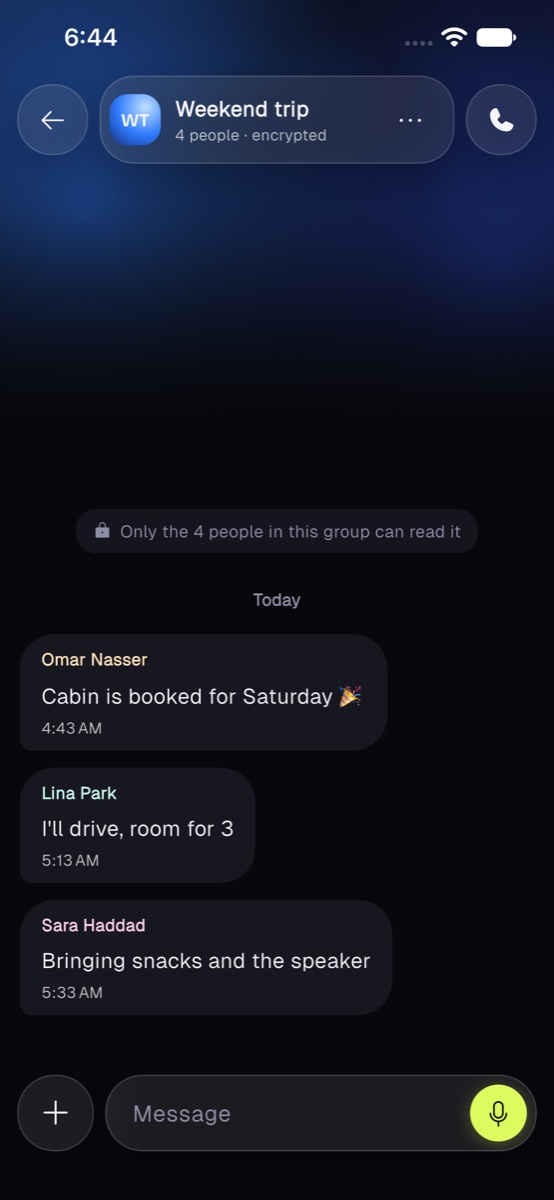 6:44
WT
Weekend trip
4 people · encrypted
Only the 4 people in this group can read it
Today
Omar Nasser
Cabin is booked for Saturday 🎉
4:43 AM
Lina Park
I'll drive, room for 3
5:13 AM
Sara Haddad
Bringing snacks and the speaker
5:33 AM
Message